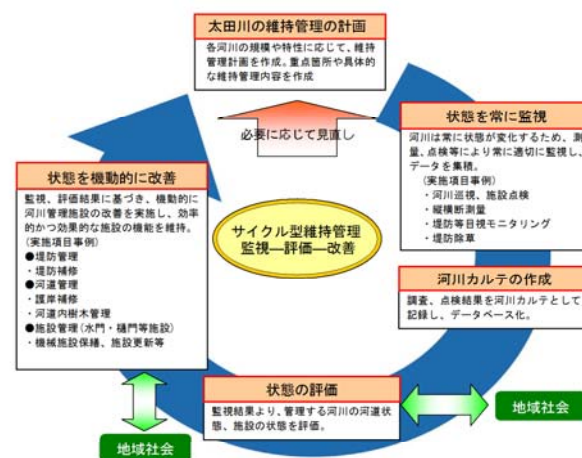 太田川の維持管理の計画
各河川の規模や特性に応じて、維持
管理計画を作成。重点箇所や具体的
な維持管理内容を作成
必要に応じて見直し
状態を常に監視
河川は常に状態が変化するため、測
量、点検等により常に適切に監視し、
データを集積。
(実施項目事例)
・河川巡視、施設点検
・縦横断測量
・堤防等目視モニタリング
・堤防除草
河川カルテの作成
調査、点検結果を河川カルテとして
記録し、データベース化。
サイクル型維持管理
監視―評価―改善
状態の評価
監視結果より、管理する河川の河道状
態、施設の状態を評価。
地域社会
状態を機動的に改善
監視、評価結果に基づき、機動的に
河川管理施設の改善を実施し、効率
的かつ効果的な施設の機能を維持。
(実施項目事例)
●堤防管理
・堤防補修
●河道管理
・護岸補修
・河道内樹木管理
●施設管理(水門・樋門等施設)
・機械施設保繕、施設更新等
地域社会